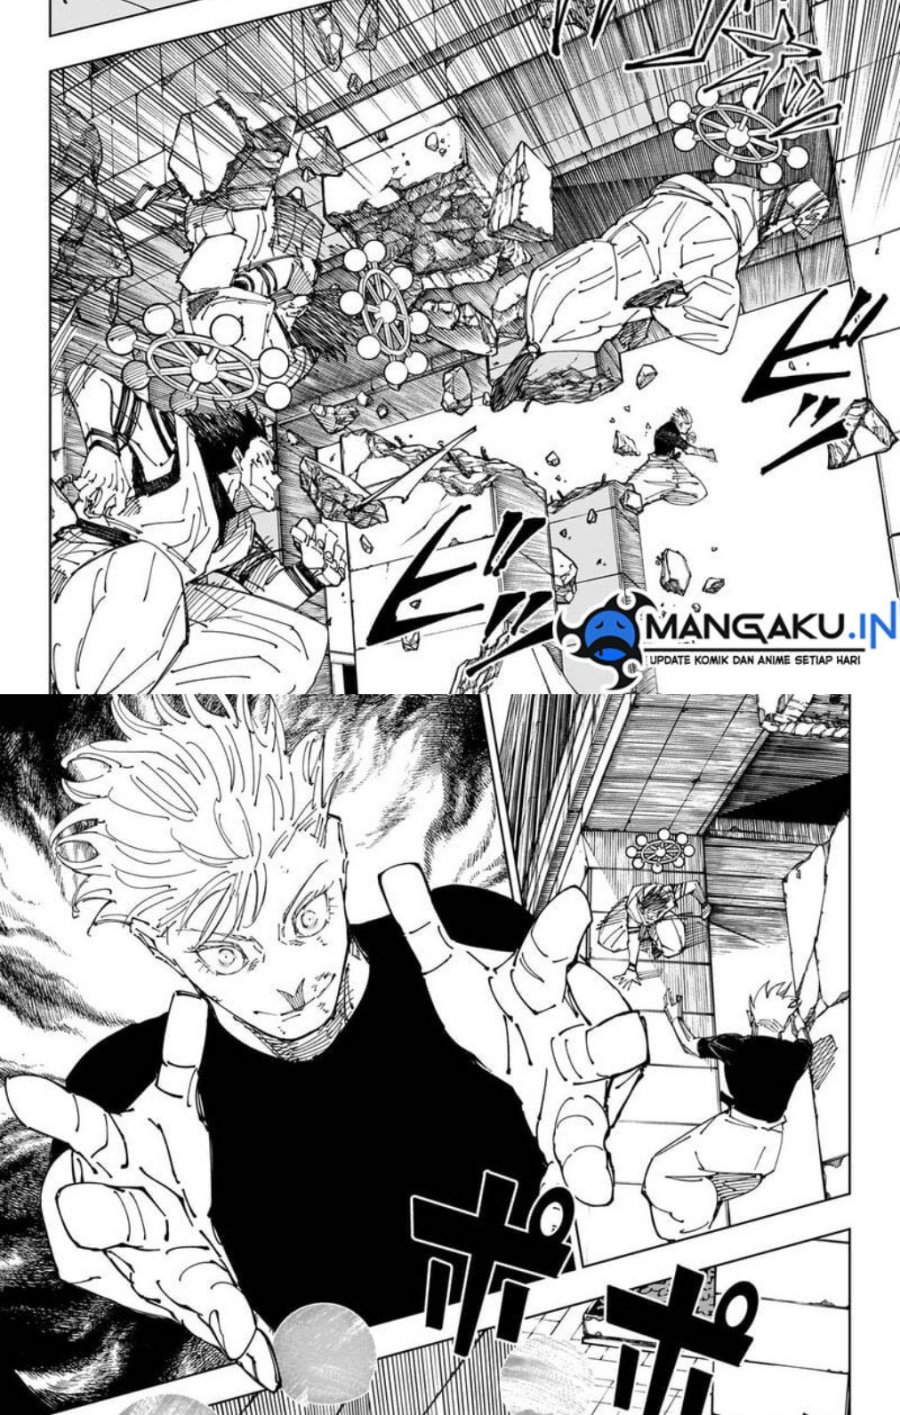 ビッ
ビッ
MANGAKU.IN
UPDATE KOMIK DAN ANIME SETIAP HARI
ポ
ポ